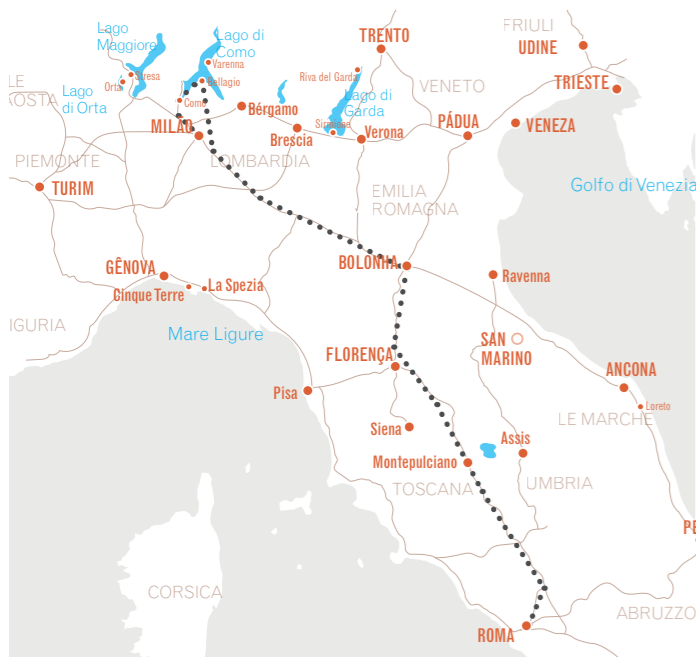 Lago
Maggiore
Lago di
Como
TRENTO
FRIULI
UDINE
Varenna
Stresa
Riva del Garda
LE
AOSTA
Orta
Bellagio
VENETO
TRIESTE
Lago
di Orta
Como
Bérgamo
Lago di
Garda
MILÃO
Brescia
Sirmione
Verona
PÁDUA
VENEZA
PIEMONTE
LOMBARDIA
TURIM
EMILIA
ROMAGNA
Golfo di Venezia
GÊNOVA
BOLONHA
Cinque Terre
La Spezia
Ravenna
IGURIA
Mare Ligure
FLORENÇA
SAN
MARINO
ANCONA
Pisa
Loreto
LE MARCHE
Siena
Assis
Montepulciano
TOSCANA
UMBRIA
PE
CORSICA
ABRUZZO
ROMA